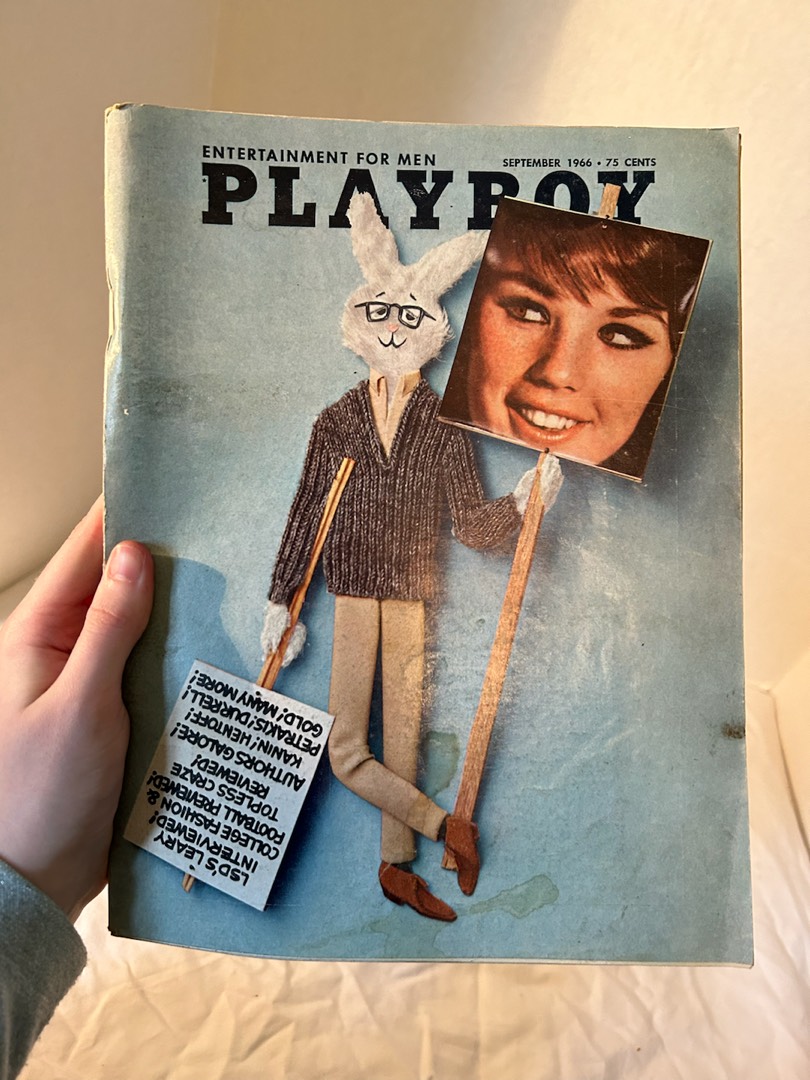 ENTERTAINMENT FOR MEN
SEPTEMBER 1966 • 75 CENTS
PLAYBOY
LSD'S LEARY
INTERVIEWED!
COLLEGE FASHION &
FOOTBALL PREVIEWED!
TOPLESS CRAZE
REVIEWED!
AUTHORS GALORE!
KANIN! HENTOFF!
PETRAKIS! DURRELL!
GOLD! MANY MORE!